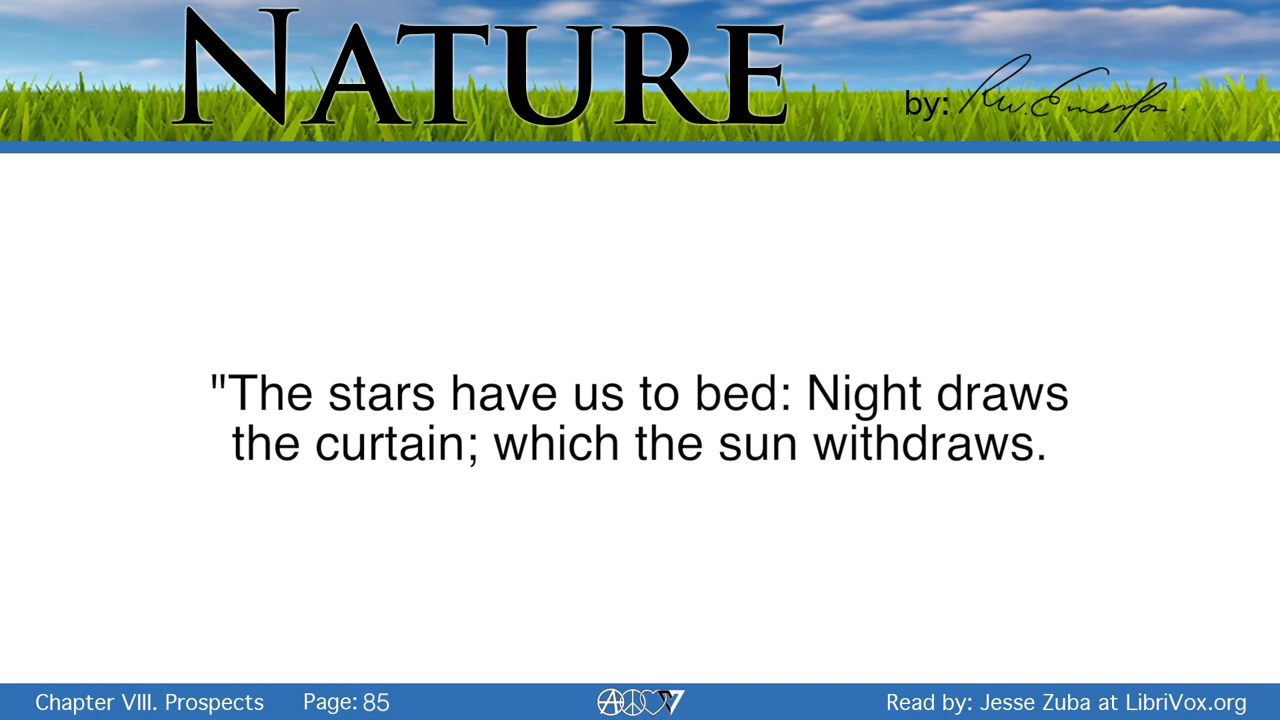 NATURE
by: R.W. Emerson.
"The stars have us to bed: Night draws
the curtain; which the sun withdraws.
Chapter VIII. Prospects
Page: 85
Read by: Jesse Zuba at LibriVox.org